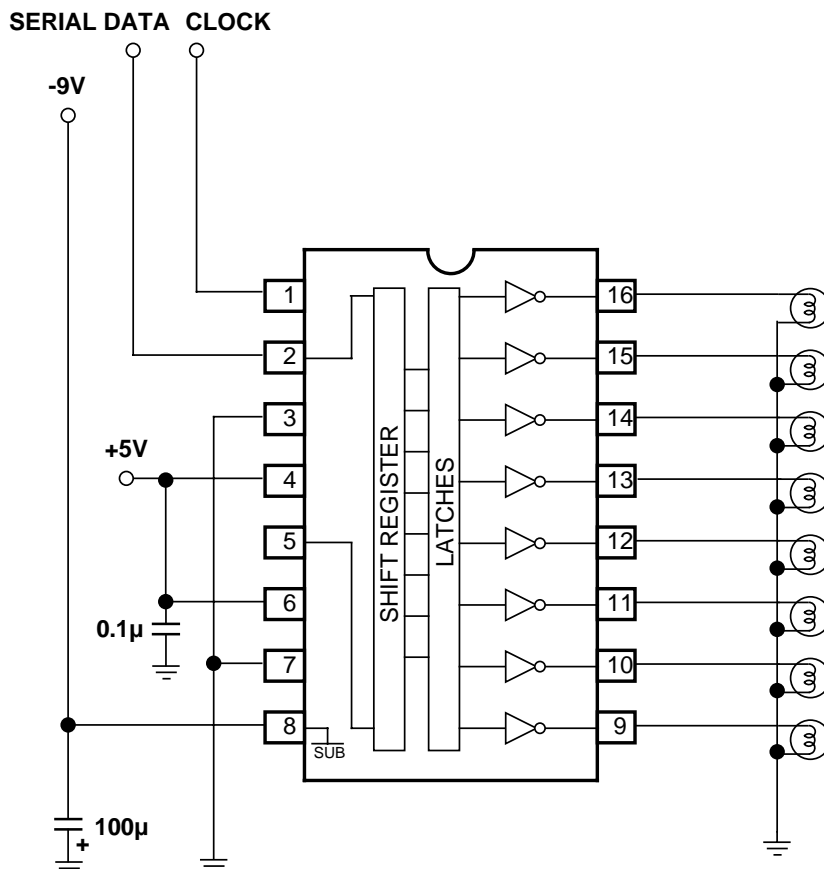 SERIAL DATA CLOCK
-9V
1
2
3
4
5
6
7
8
+5V
0.1µ
100µ
+
SUB
SHIFT REGISTER
LATCHES
16
15
14
13
12
11
10
9